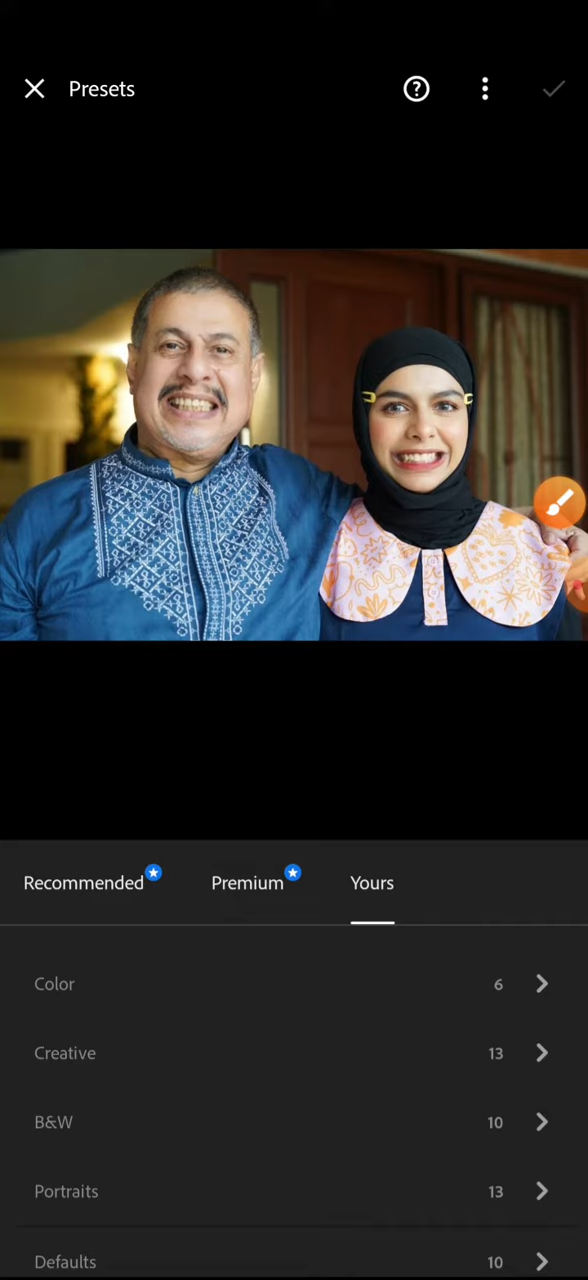 Presets
Recommended Premium Yours
Color 6
Creative 13
B&W 10
Portraits 13
Defaults 10